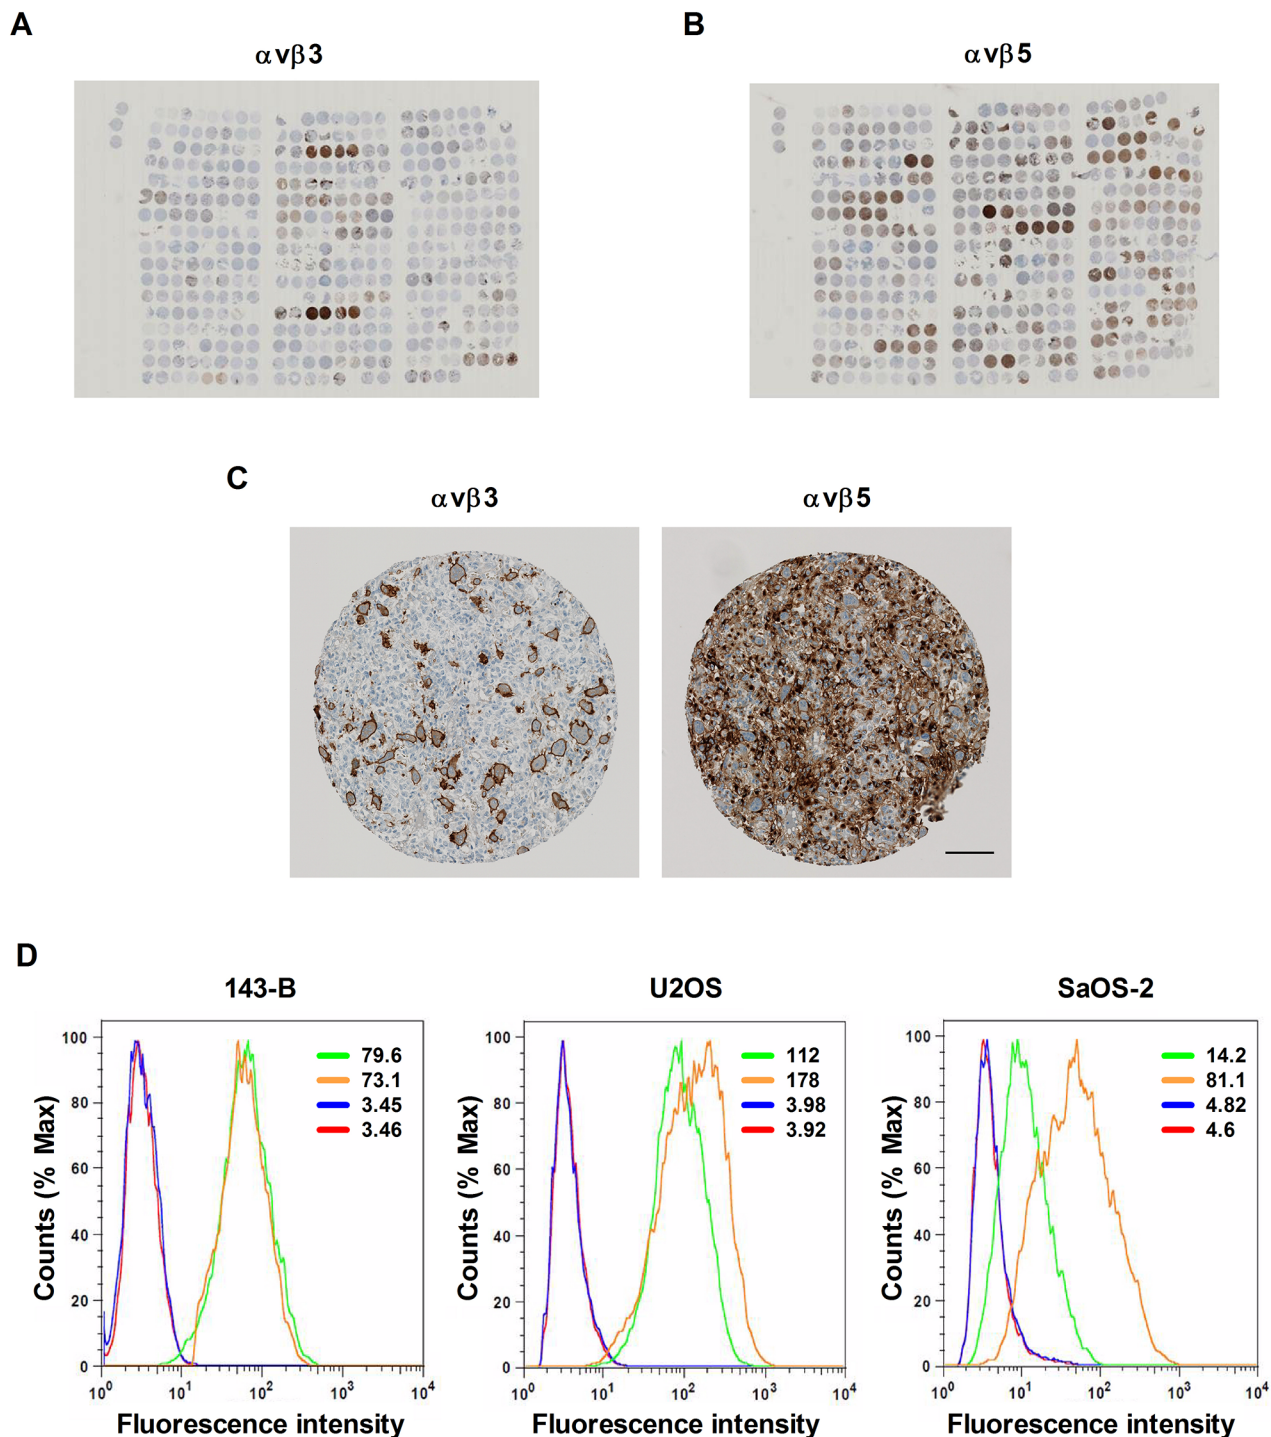 A
αvβ3
B
αvβ5
C
αvβ3
αvβ5
D
143-B
100
80
60
40
20
0
Counts (% Max)
79.6
73.1
3.45
3.46
10⁰
10¹
10²
10³
10⁴
Fluorescence intensity
U2OS
100
80
60
40
20
0
Counts (% Max)
112
178
3.98
3.92
10⁰
10¹
10²
10³
10⁴
Fluorescence intensity
SaOS-2
100
80
60
40
20
0
Counts (% Max)
14.2
81.1
4.82
4.6
10⁰
10¹
10²
10³
10⁴
Fluorescence intensity